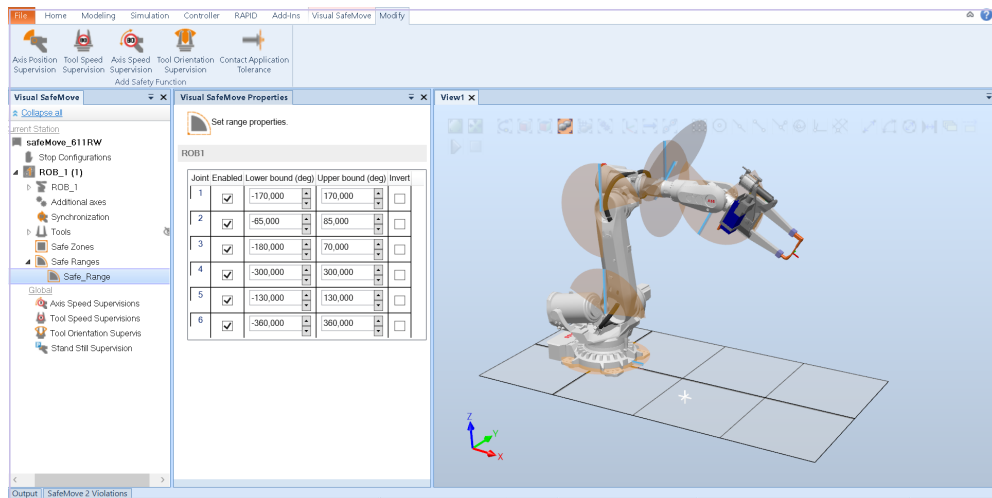 File Home Modeling Simulation Controller RAPID Add-Ins Visual SafeMove Modify
Axis Position Tool Speed Axis Speed Tool Orientation Contact Application
Supervision Supervision Supervision Supervision Tolerance
Add Safety Function
Visual SafeMove
Collapse all
urrent Station
safeMove_611RW
Stop Configurations
ROB_1 (1)
ROB_1
Additional axes
Synchronization
Tools
Safe Zones
Safe Ranges
Safe_Range
Global
Axis Speed Supervisions
Tool Speed Supervisions
Tool Orientation Supervis
Stand Still Supervision
Visual SafeMove Properties
Set range properties.
ROB1
Joint Enabled Lower bound (deg) Upper bound (deg) Invert
1 -170,000 170,000
2 -65,000 85,000
3 -180,000 70,000
4 -300,000 300,000
5 -130,000 130,000
6 -360,000 360,000
View1
ABB
Z
Y
X
Output SafeMove 2 Violations